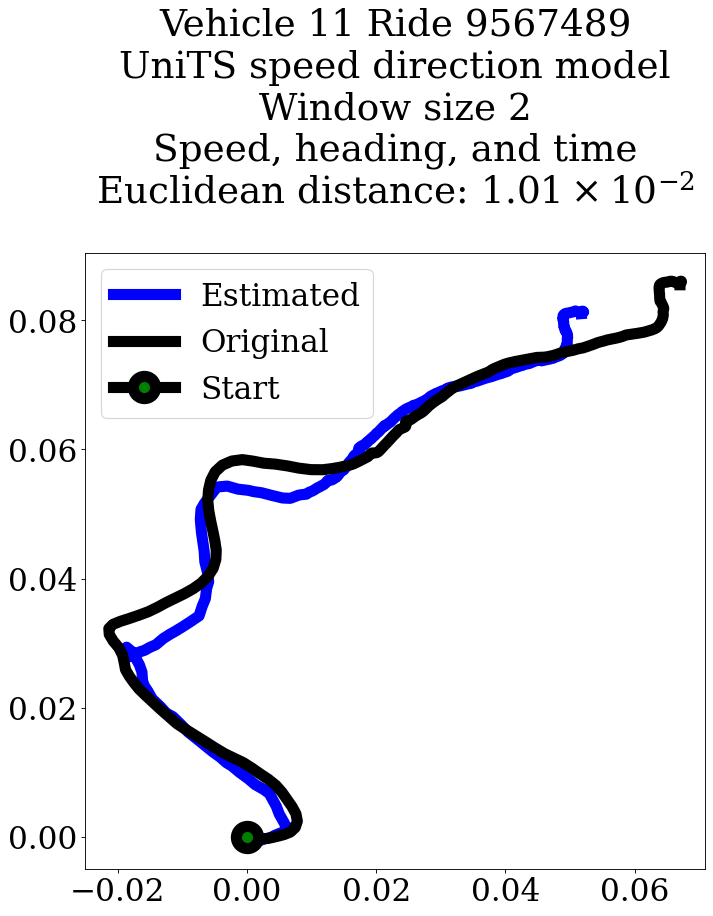 Vehicle 11 Ride 9567489
UniTS speed direction model
Window size 2
Speed, heading, and time
Euclidean distance: 1.01 × 10⁻²
Estimated
Original
Start
0.08
0.06
0.04
0.02
0.00
−0.02 0.00 0.02 0.04 0.06